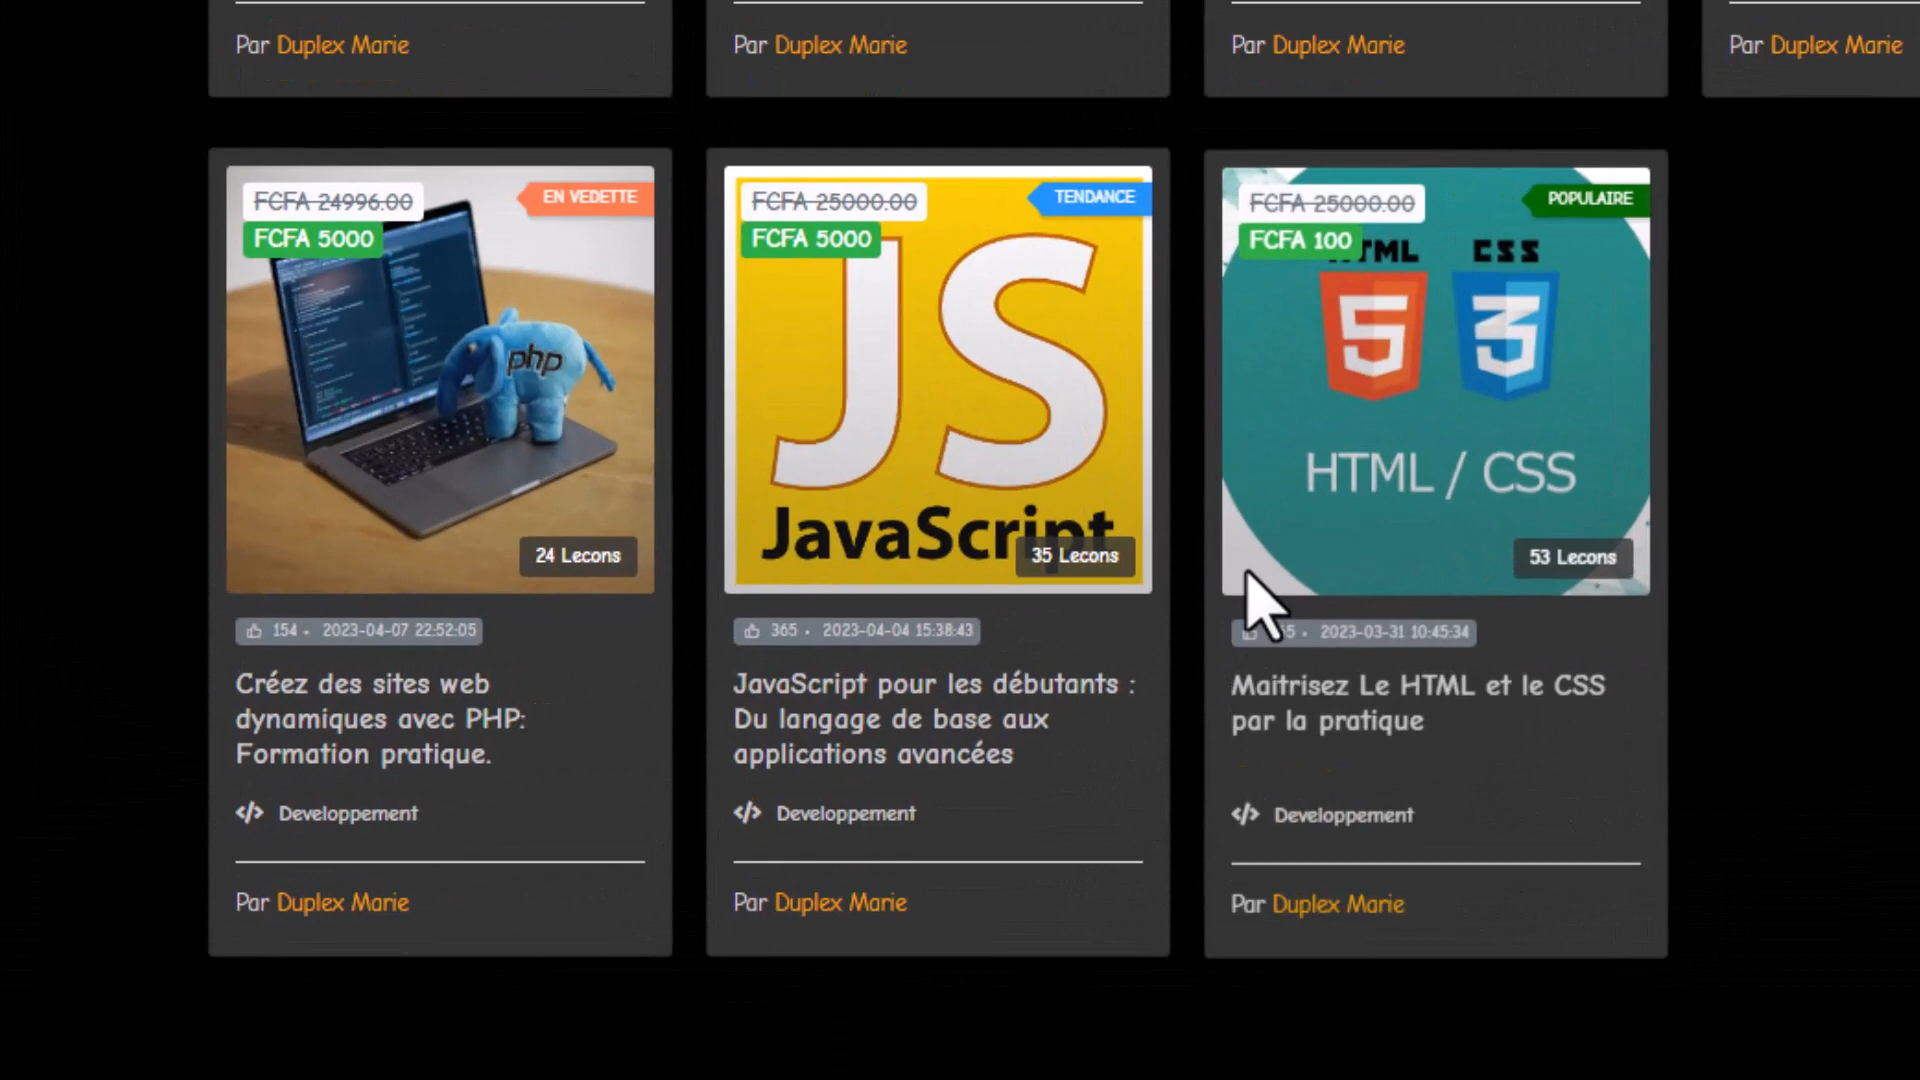 Par Duplex Marie
Par Duplex Marie
Par Duplex Marie
Par Duplex Marie
FCFA 24996.00
EN VEDETTE
FCFA 5000
php
24 Lecons
154 • 2023-04-07 22:52:05
Créez des sites web
dynamiques avec PHP:
Formation pratique.
</> Developpement
Par Duplex Marie
FCFA 25000.00
TENDANCE
FCFA 5000
JS
JavaScript
35 Lecons
365 • 2023-04-04 15:38:43
JavaScript pour les débutants :
Du langage de base aux
applications avancées
</> Developpement
Par Duplex Marie
FCFA 25000.00
POPULAIRE
FCFA 100
HTML CSS
5 3
HTML / CSS
53 Lecons
• 2023-03-31 10:45:34
Maitrisez Le HTML et le CSS
par la pratique
</> Developpement
Par Duplex Marie